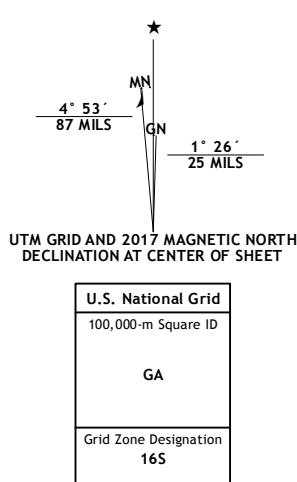 MN
4° 53´
87 MILS
GN
1° 26´
25 MILS
UTM GRID AND 2017 MAGNETIC NORTH
DECLINATION AT CENTER OF SHEET
U.S. National Grid
100,000-m Square ID
GA
Grid Zone Designation
16S